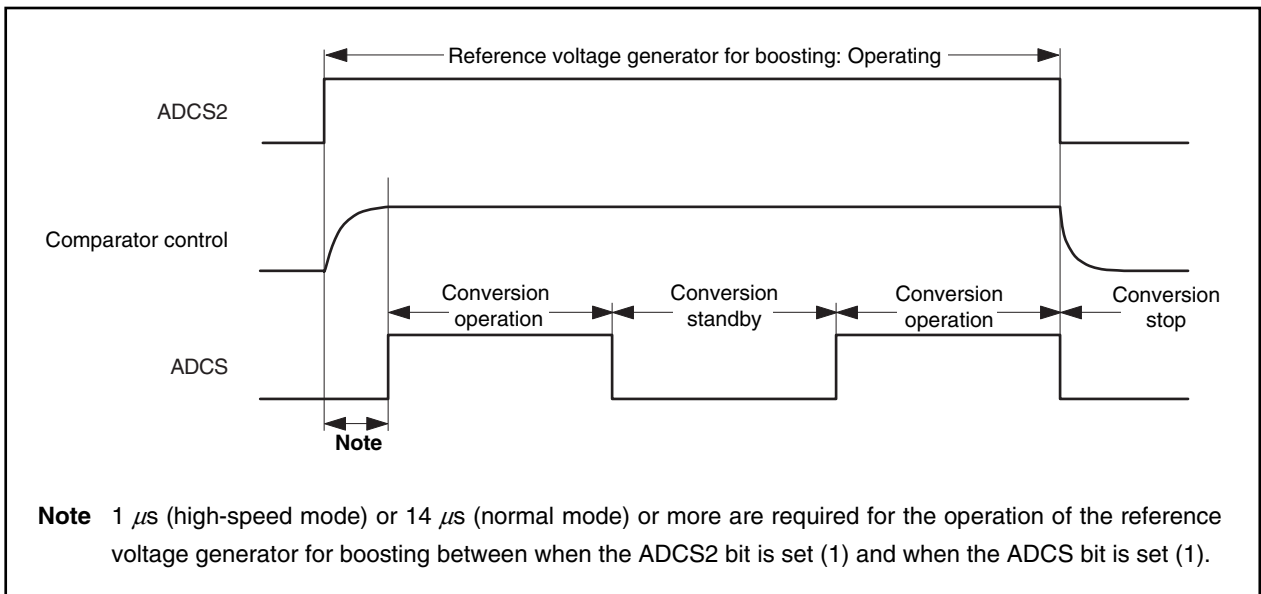 Reference voltage generator for boosting: Operating
ADCS2
Comparator control
Conversion
operation
Conversion
standby
Conversion
operation
Conversion
stop
ADCS
Note
Note 1 μs (high-speed mode) or 14 μs (normal mode) or more are required for the operation of the reference
voltage generator for boosting between when the ADCS2 bit is set (1) and when the ADCS bit is set (1).